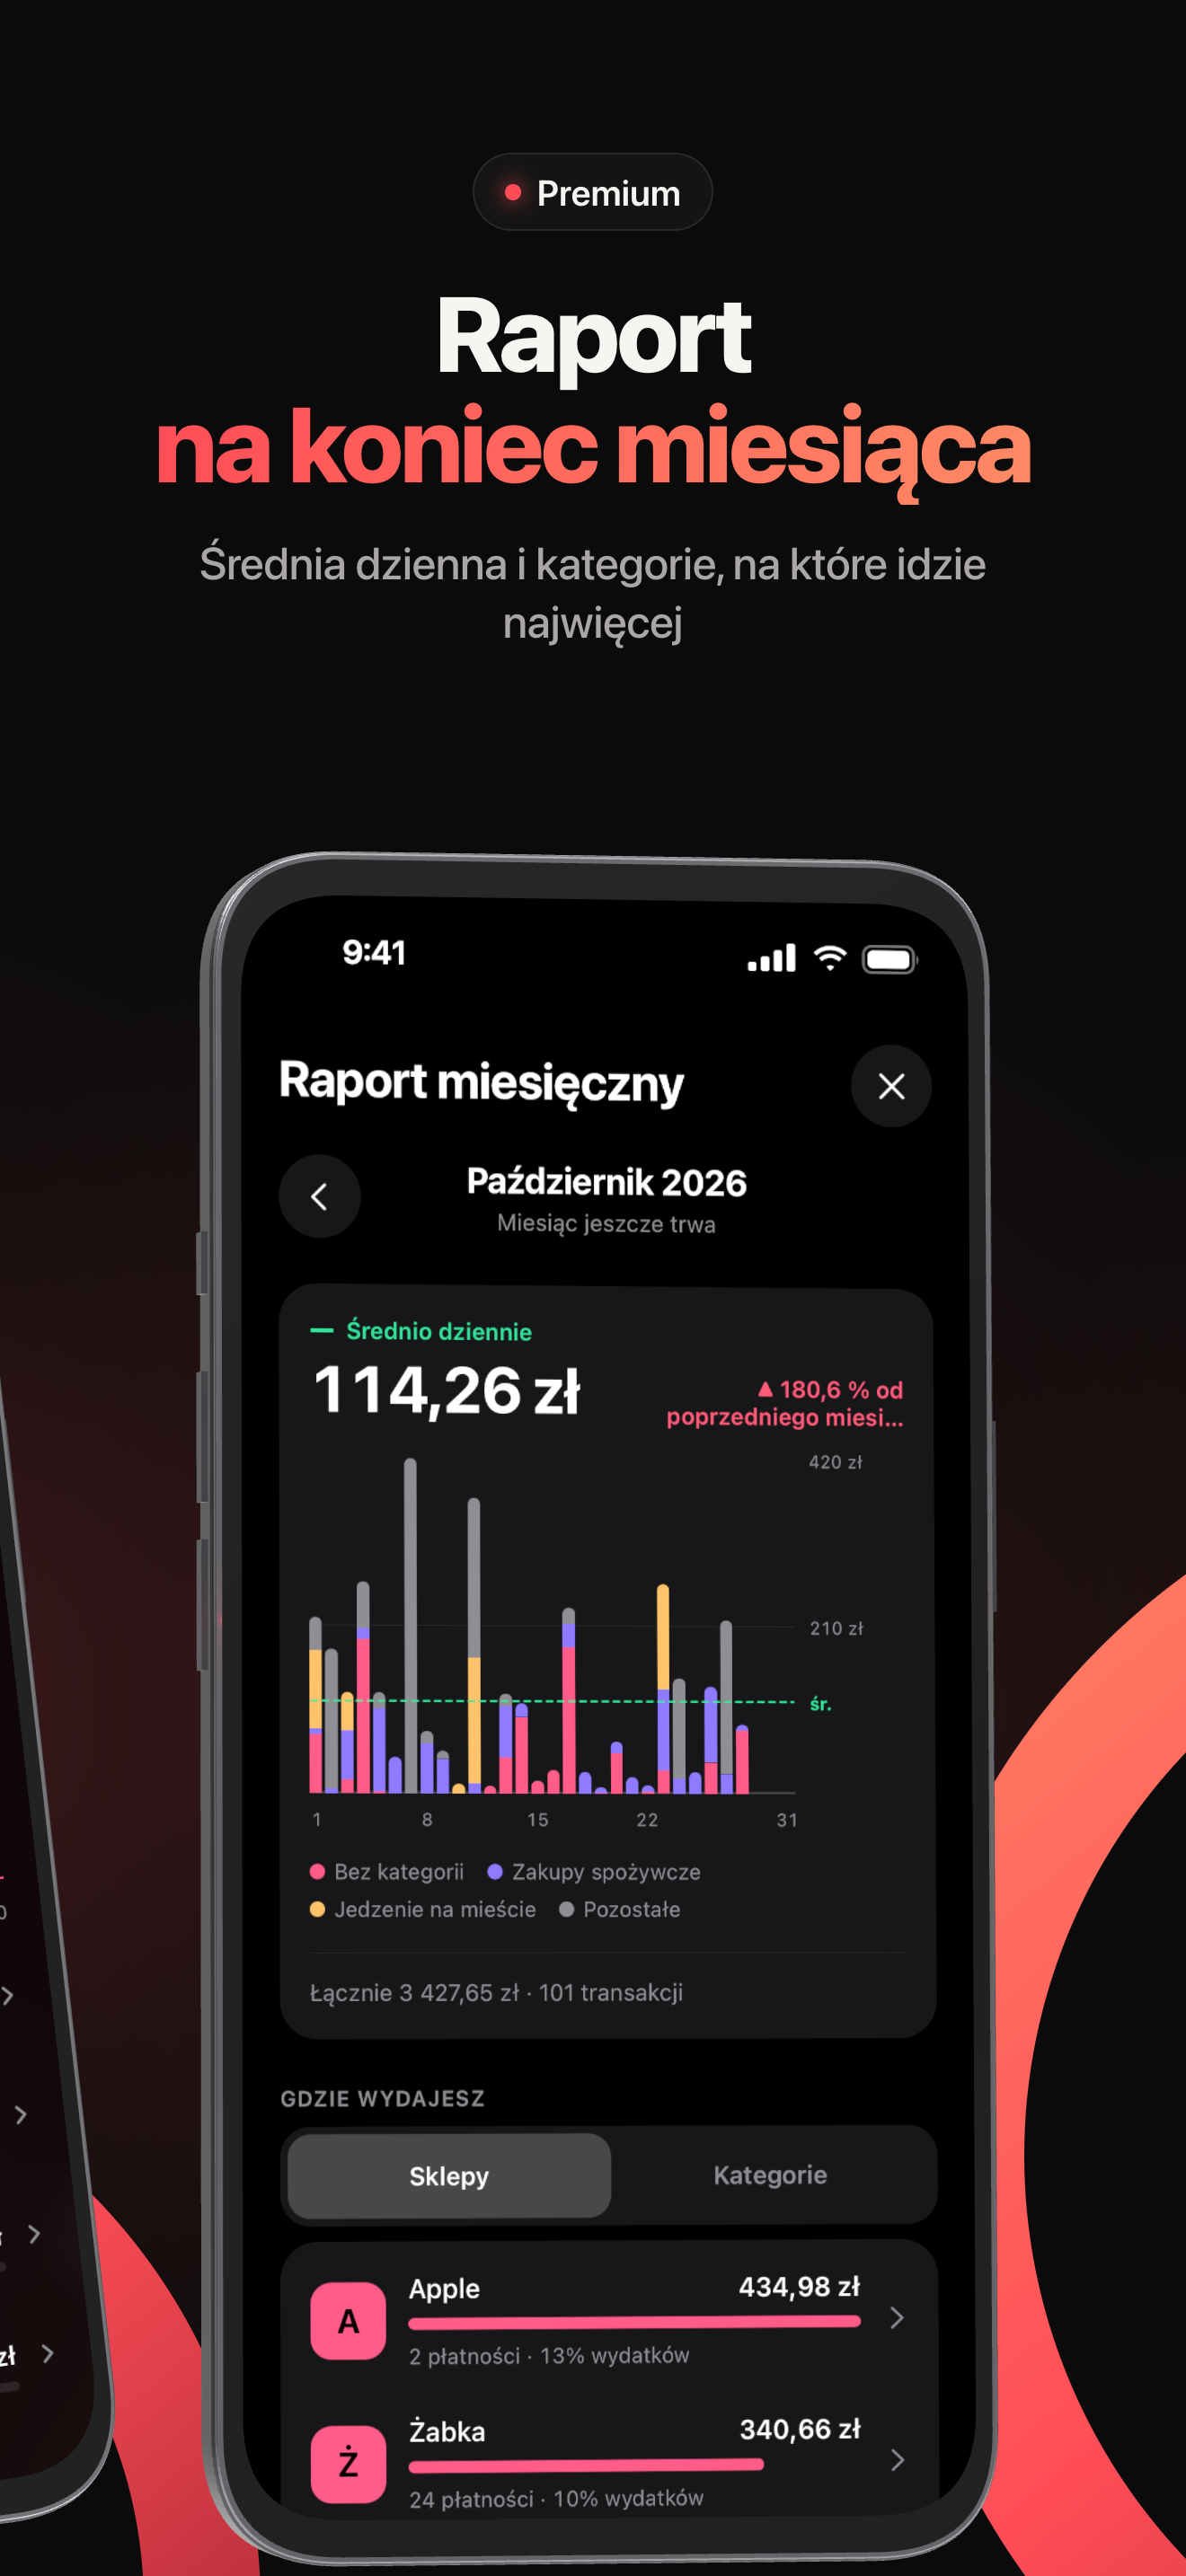 Premium
Raport
na koniec miesiąca
Średnia dzienna i kategorie, na które idzie
najwięcej
9:41
Raport miesięczny
Październik 2026
Miesiąc jeszcze trwa
Średnio dziennie
114,26 zł
▲ 180,6 % od
poprzedniego miesi...
420 zł
210 zł
śr.
1 8 15 22 31
Bez kategorii Zakupy spożywcze
Jedzenie na mieście Pozostałe
Łącznie 3 427,65 zł · 101 transakcji
GDZIE WYDAJESZ
Sklepy Kategorie
A Apple 434,98 zł
2 płatności · 13% wydatków
Ż Żabka 340,66 zł
24 płatności · 10% wydatków
zł